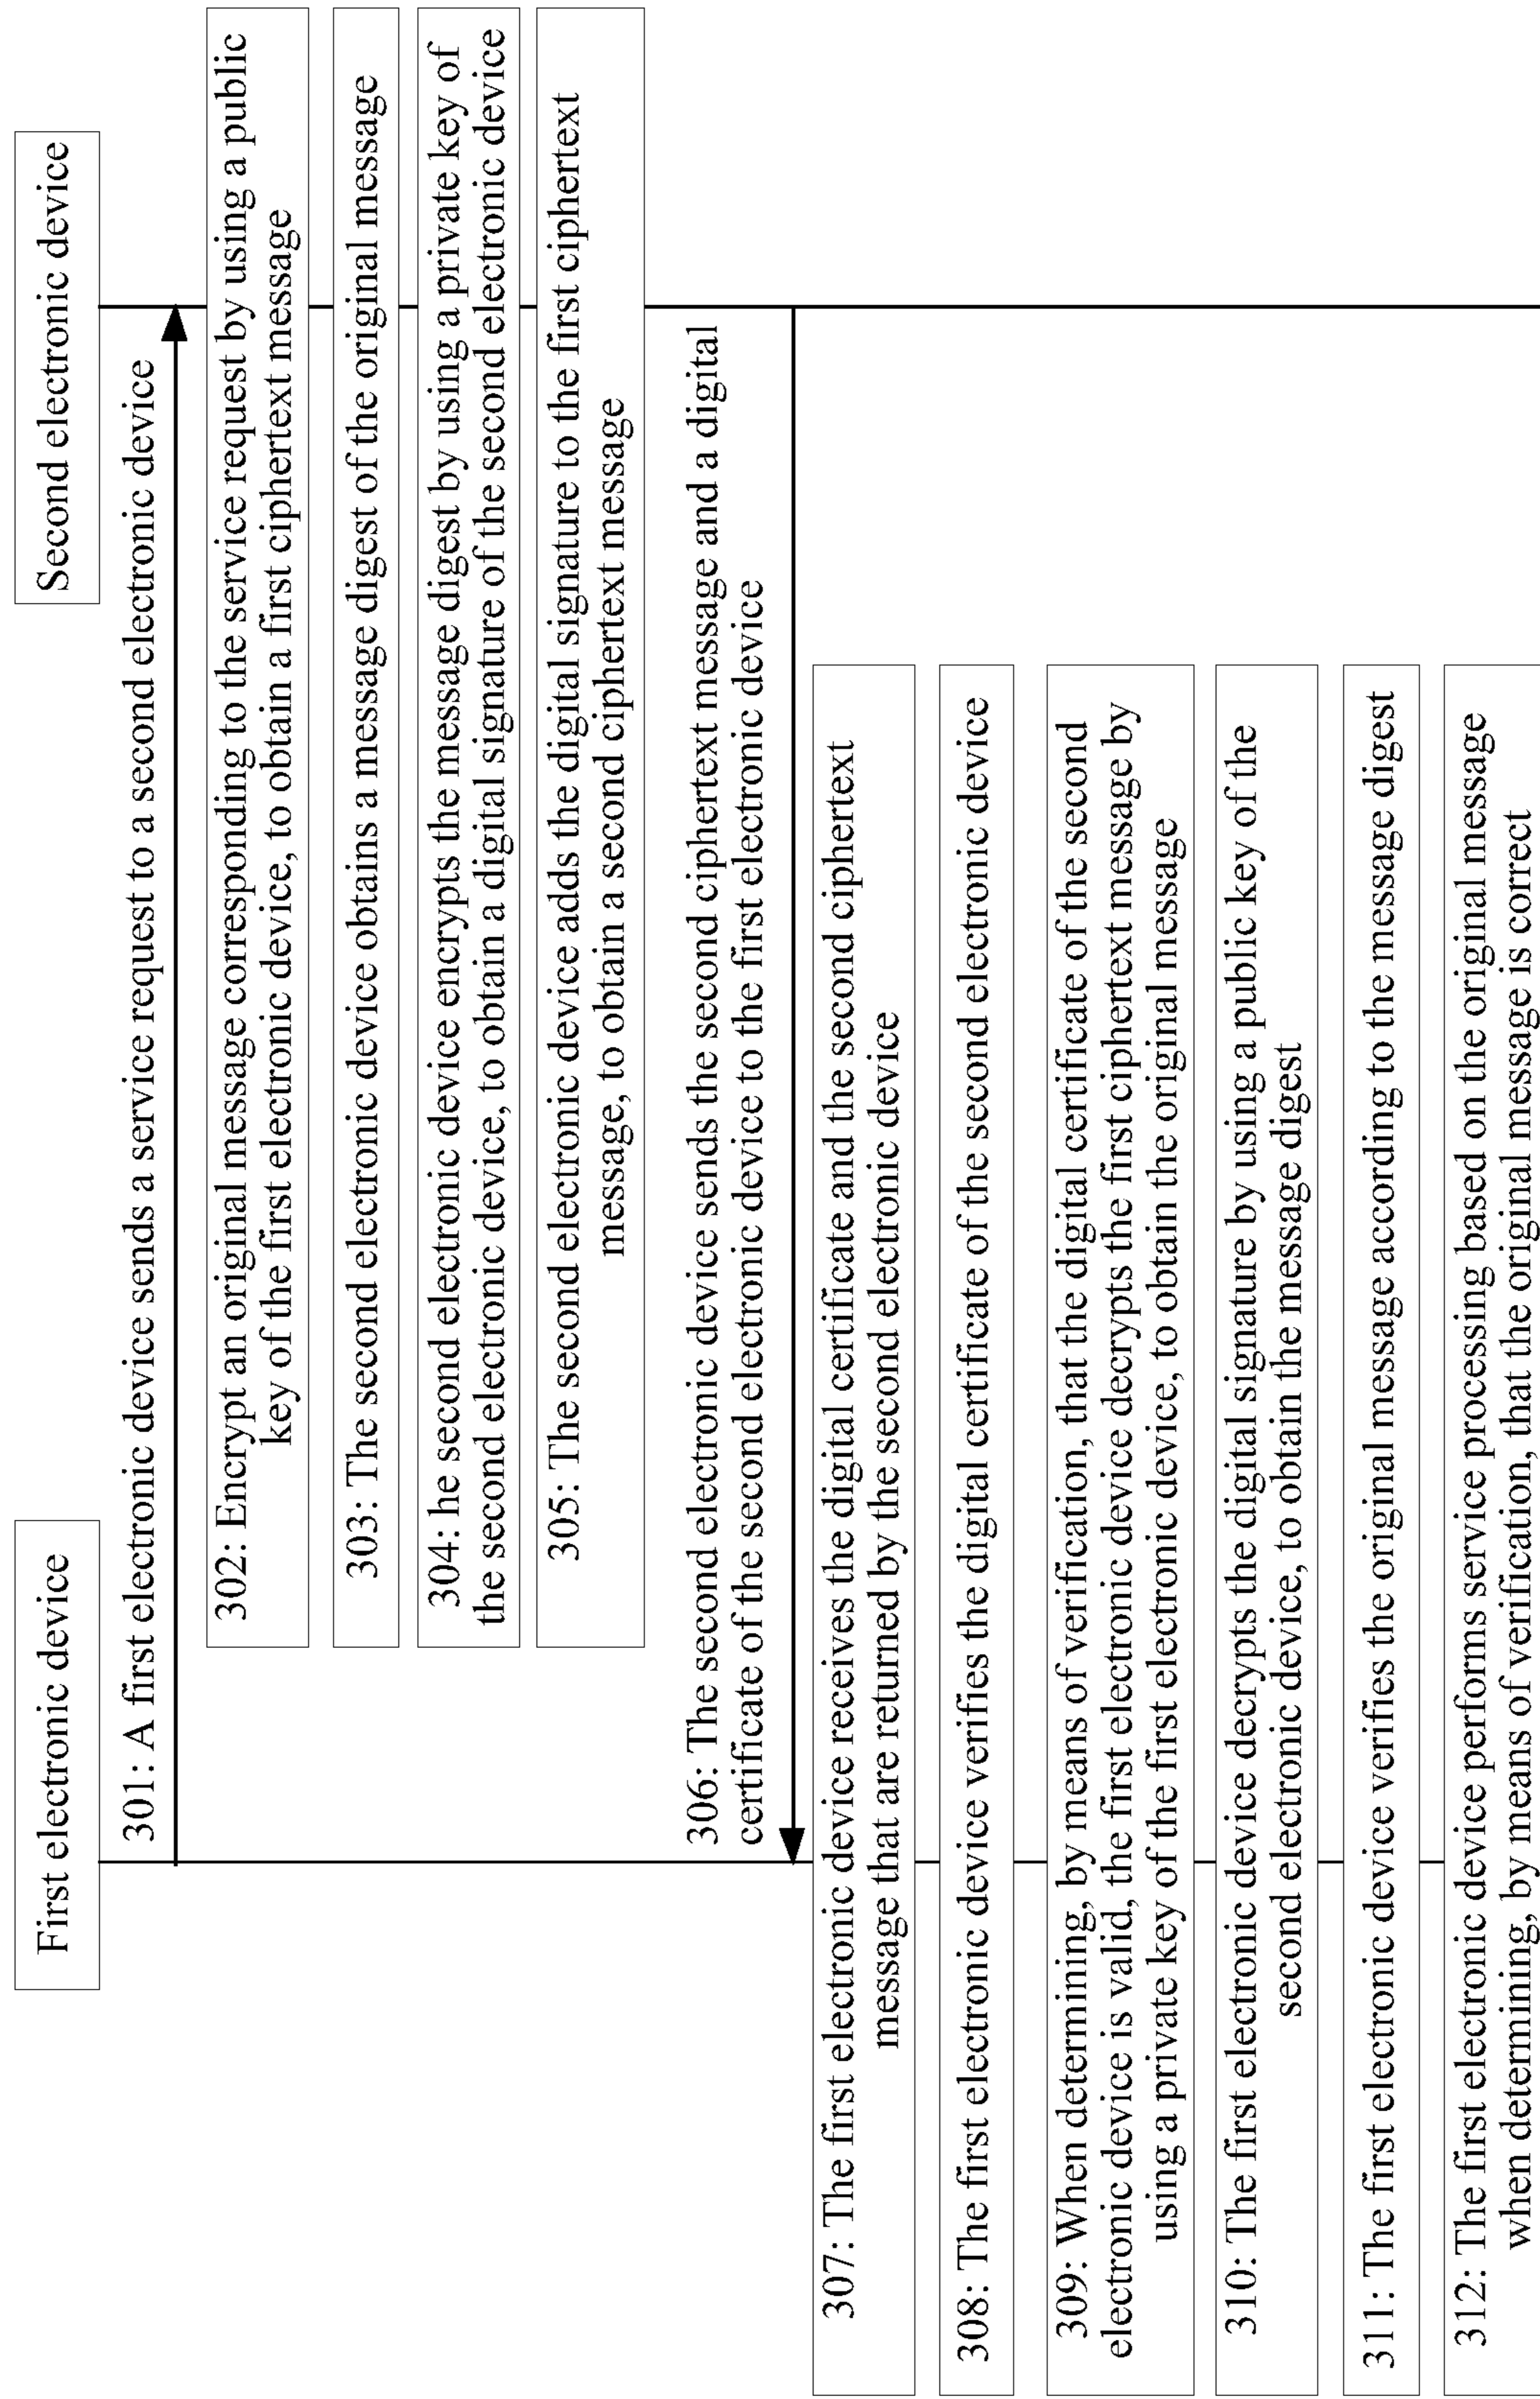 First electronic device
Second electronic device
301: A first electronic device sends a service request to a second electronic device
302: Encrypt an original message corresponding to the service request by using a public
key of the first electronic device, to obtain a first ciphertext message
303: The second electronic device obtains a message digest of the original message
304: he second electronic device encrypts the message digest by using a private key of
the second electronic device, to obtain a digital signature of the second electronic device
305: The second electronic device adds the digital signature to the first ciphertext
message, to obtain a second ciphertext message
306: The second electronic device sends the second ciphertext message and a digital
certificate of the second electronic device to the first electronic device
307: The first electronic device receives the digital certificate and the second ciphertext
message that are returned by the second electronic device
308: The first electronic device verifies the digital certificate of the second electronic device
309: When determining, by means of verification, that the digital certificate of the second
electronic device is valid, the first electronic device decrypts the first ciphertext message by
using a private key of the first electronic device, to obtain the original message
310: The first electronic device decrypts the digital signature by using a public key of the
second electronic device, to obtain the message digest
311: The first electronic device verifies the original message according to the message digest
312: The first electronic device performs service processing based on the original message
when determining, by means of verification, that the original message is correct